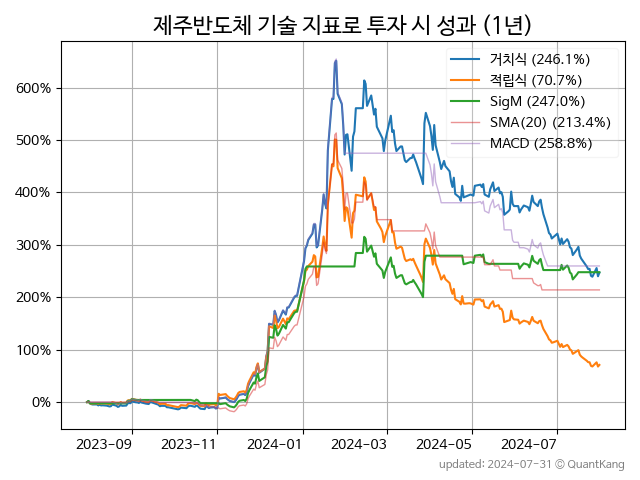 제주반도체 기술 지표로 투자 시 성과 (1년)
거치식 (246.1%)
적립식 (70.7%)
SigM (247.0%)
SMA(20) (213.4%)
MACD (258.8%)
600%
500%
400%
300%
200%
100%
0%
2023-09 2023-11 2024-01 2024-03 2024-05 2024-07
updated: 2024-07-31 © QuantKang